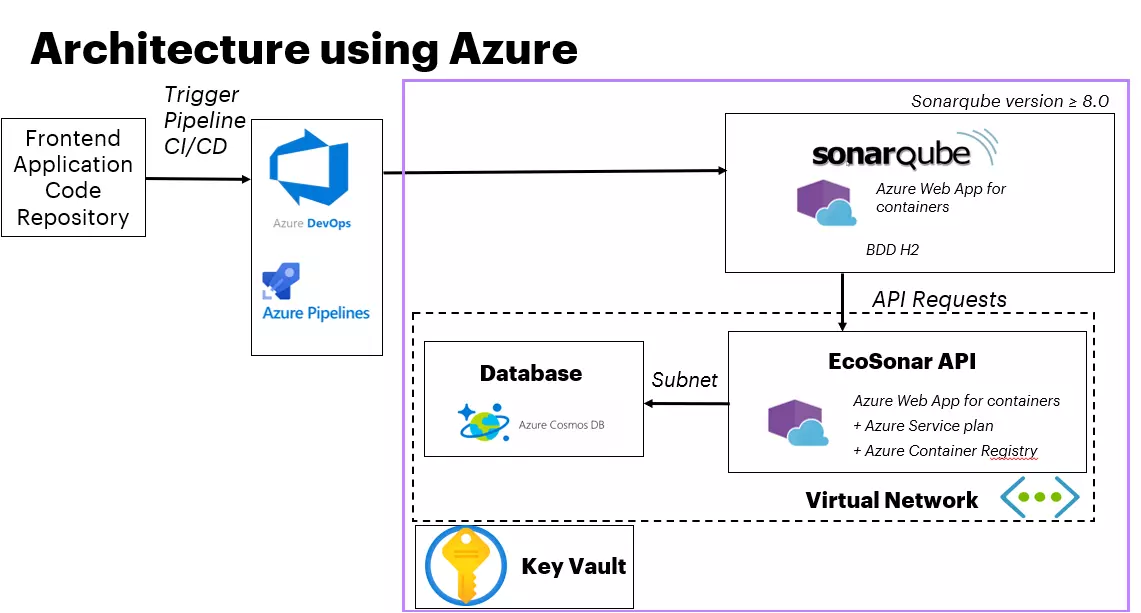 Architecture using Azure
Trigger
Pipeline
CI/CD
Frontend
Application
Code
Repository
Azure DevOps
Azure Pipelines
Sonarqube version ≥ 8.0
sonarqube
Azure Web App for
containers
BDD H2
API Requests
Database
Azure Cosmos DB
Subnet
EcoSonar API
Azure Web App for containers
+ Azure Service plan
+ Azure Container Registry
Virtual Network
Key Vault